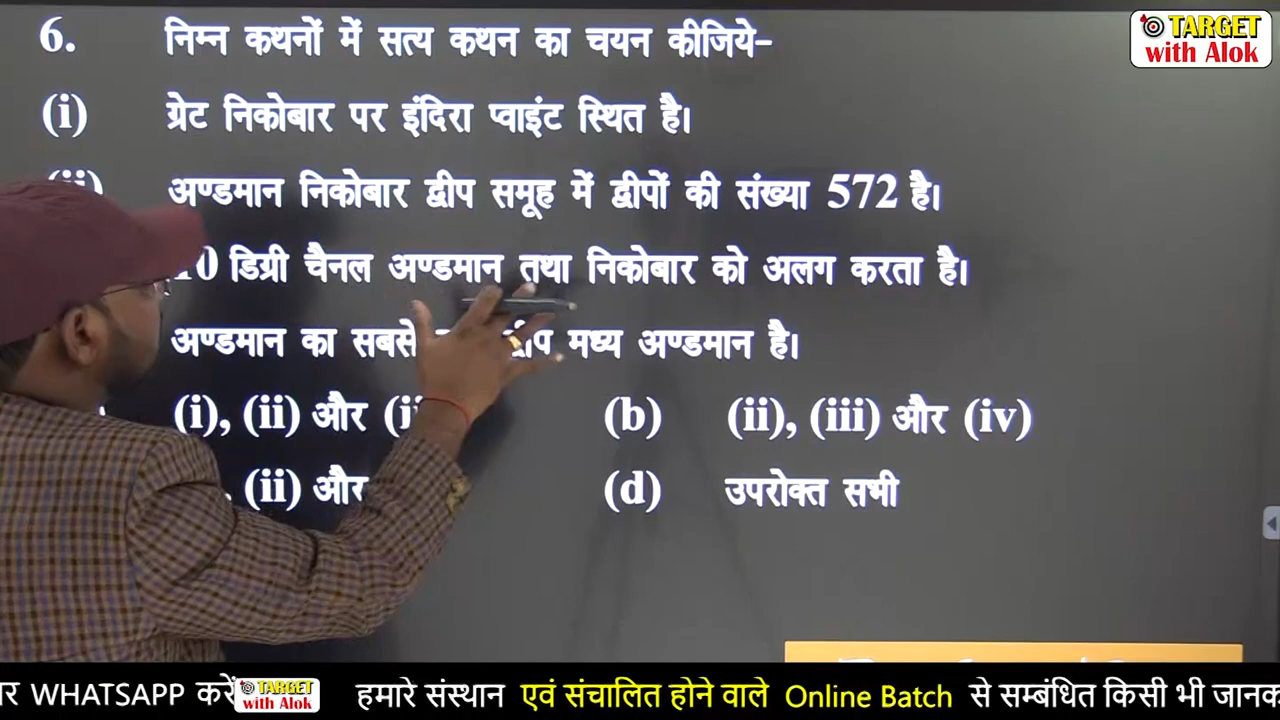 TARGET
with Alok
6. निम्न कथनों में सत्य कथन का चयन कीजिये-
(i) ग्रेट निकोबार पर इंदिरा प्वाइंट स्थित है।
(ii) अण्डमान निकोबार द्वीप समूह में द्वीपों की संख्या 572 है।
10 डिग्री चैनल अण्डमान तथा निकोबार को अलग करता है।
अण्डमान का सबसे द्वीप मध्य अण्डमान है।
(i), (ii) और (b) (ii), (iii) और (iv)
(ii) और (d) उपरोक्त सभी
WHATSAPP करें TARGET with Alok हमारे संस्थान एवं संचालित होने वाले Online Batch से सम्बंधित किसी भी